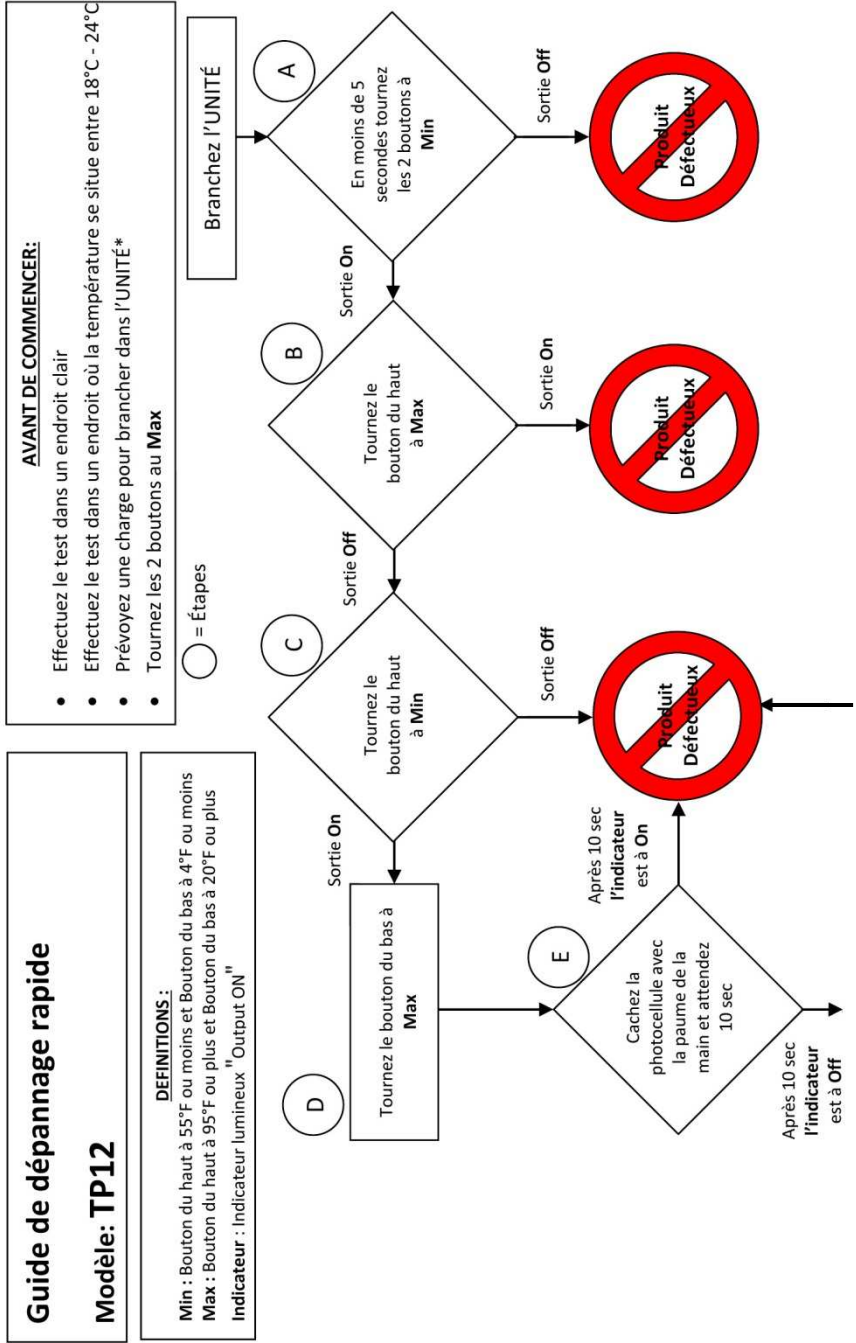 Guide de dépannage rapide
Modèle: TP12
DEFINITIONS :
Min : Bouton du haut à 55°F ou moins et Bouton du bas à 4°F ou moins
Max : Bouton du haut à 95°F ou plus et Bouton du bas à 20°F ou plus
Indicateur : Indicateur lumineux "Output ON"
AVANT DE COMMENCER:
• Effectuez le test dans un endroit clair
• Effectuez le test dans un endroit où la température se situe entre 18°C - 24°C
• Prévoyez une charge pour brancher dans l'UNITÉ*
• Tournez les 2 boutons au Max
= Étapes
Branchez l'UNITÉ
A
En moins de 5
secondes tournez
les 2 boutons à
Min
Sortie Off
Produit
Défectueux
Sortie On
B
Tournez le
bouton du haut
à Max
Sortie On
Produit
Défectueux
Sortie Off
C
Tournez le
bouton du haut
à Min
Sortie Off
Produit
Défectueux
Sortie On
D
Tournez le bouton du bas à
Max
E
Cachez la
photocellule avec
la paume de la
main et attendez
10 sec
Après 10 sec
l'indicateur
est à On
Après 10 sec
l'indicateur
est à Off